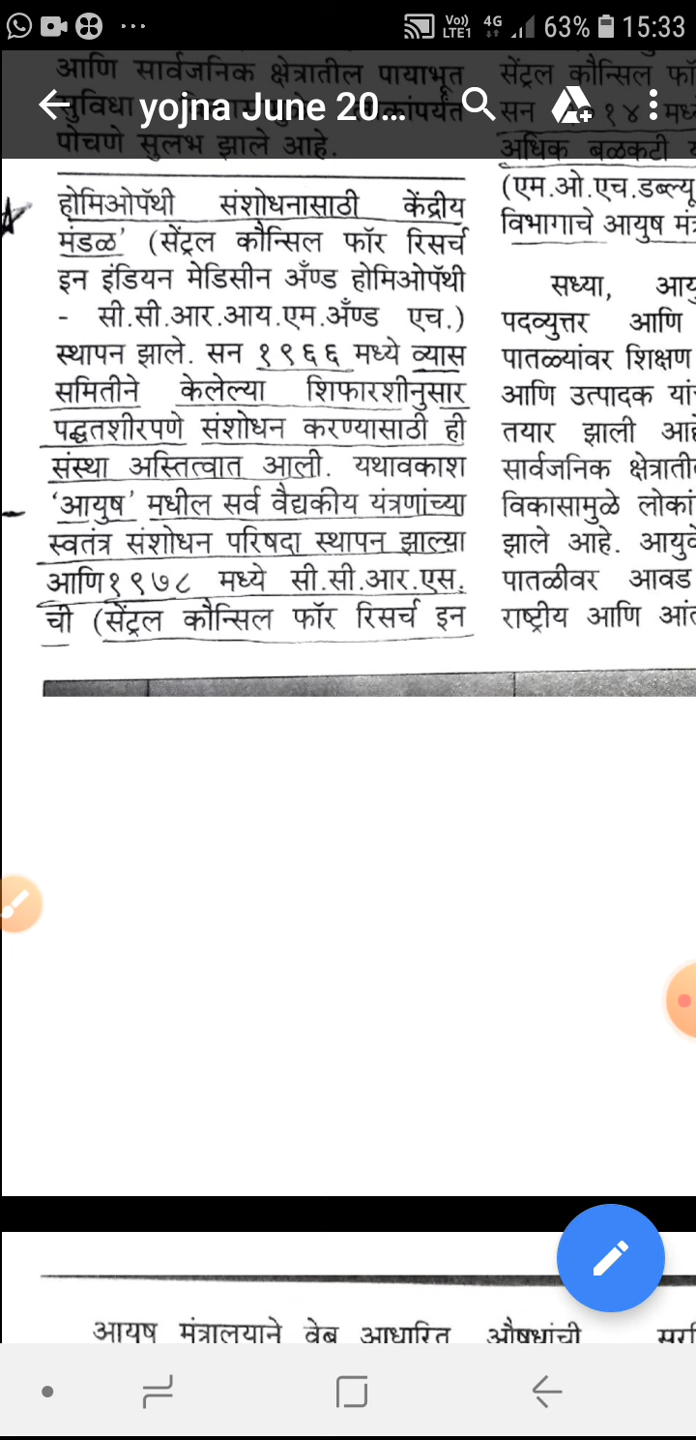 VoLTE1 4G 63% 15:33
yojna June 20...
आणि सार्वजनिक क्षेत्रातील पायाभूत
सुविधा
पोचणे सुलभ झाले आहे.
होमिओपॅथी संशोधनासाठी केंद्रीय
मंडळ' (सेंट्रल कौन्सिल फॉर रिसर्च
इन इंडियन मेडिसीन अँण्ड होमिओपॅथी
- सी.सी.आर.आय.एम.अँण्ड एच.)
स्थापन झाले. सन १९६६ मध्ये व्यास
समितीने केलेल्या शिफारशीनुसार
पद्धतशीरपणे संशोधन करण्यासाठी ही
संस्था अस्तित्वात आली. यथावकाश
'आयुष' मधील सर्व वैद्यकीय यंत्रणांच्या
स्वतंत्र संशोधन परिषदा स्थापन झाल्या
आणि१९७८ मध्ये सी.सी.आर.एस.
ची (सेंट्रल कौन्सिल फॉर रिसर्च इन
सेंट्रल कौन्सिल फॉ
सन
अधिक बळकटी
(एम.ओ.एच.डब्ल्यू
विभागाचे आयुष मं
सध्या, आयु
पदव्युत्तर आणि
पातळ्यांवर शिक्षण
आणि उत्पादक यां
तयार झाली आहे
सार्वजनिक क्षेत्राती
विकासामुळे लोकां
झाले आहे. आयुर्वे
पातळीवर आवड
राष्ट्रीय आणि आं
आयुष मंत्रालयाने वेब आधारित औषधांची